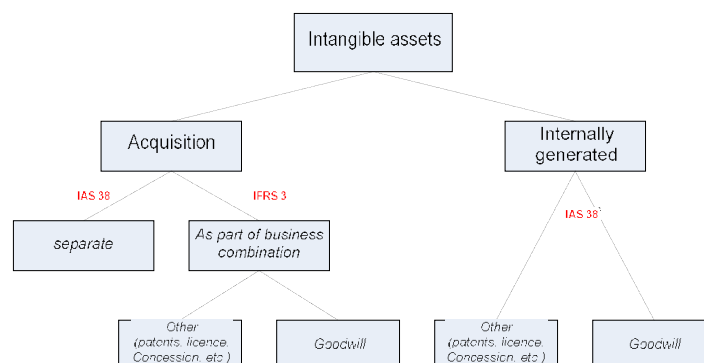 Intangible assets
Acquisition
Internally
generated
IAS 38
IFRS 3
IAS 38
separate
As part of business
combination
Other
(patents, licence,
Concession, etc )
Goodwill
Other
(patents, licence,
Concession, etc )
Goodwill